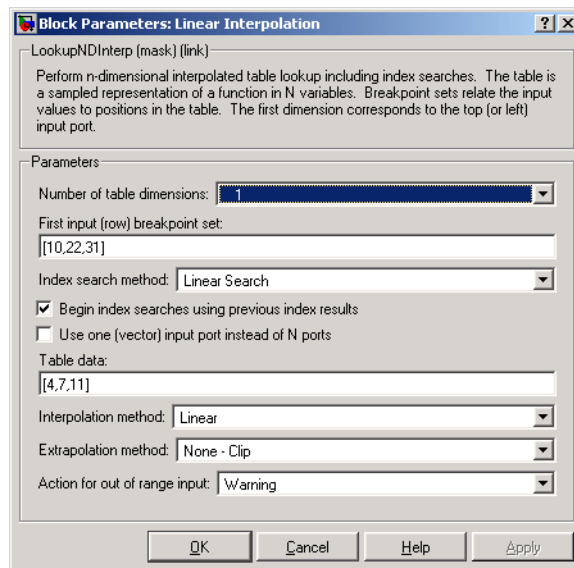 Block Parameters: Linear Interpolation
LookupNDInterp (mask) (link)
Perform n-dimensional interpolated table lookup including index searches. The table is
a sampled representation of a function in N variables. Breakpoint sets relate the input
values to positions in the table. The first dimension corresponds to the top (or left)
input port.
Parameters
Number of table dimensions: 1
First input (row) breakpoint set:
[10,22,31]
Index search method: Linear Search
Begin index searches using previous index results
Use one (vector) input port instead of N ports
Table data:
[4,7,11]
Interpolation method: Linear
Extrapolation method: None - Clip
Action for out of range input: Warning
OK Cancel Help Apply